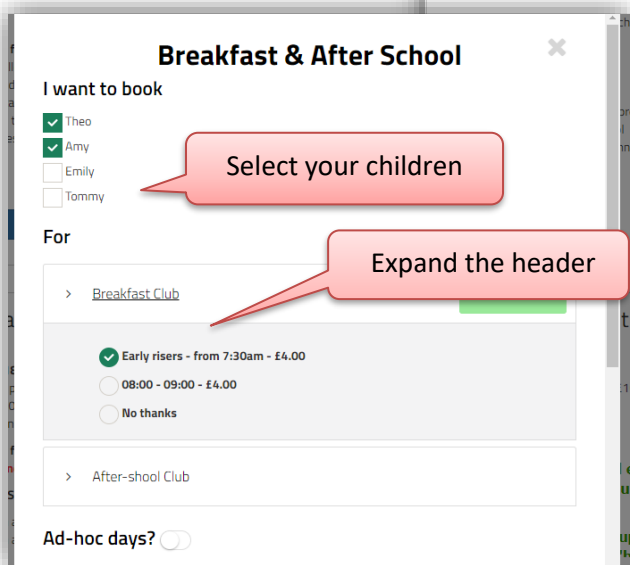 Breakfast & After School
I want to book
Theo
Amy
Emily
Tommy
Select your children
For
Expand the header
Breakfast Club
Early risers - from 7:30am - £4.00
08:00 - 09:00 - £4.00
No thanks
After-shool Club
Ad-hoc days?